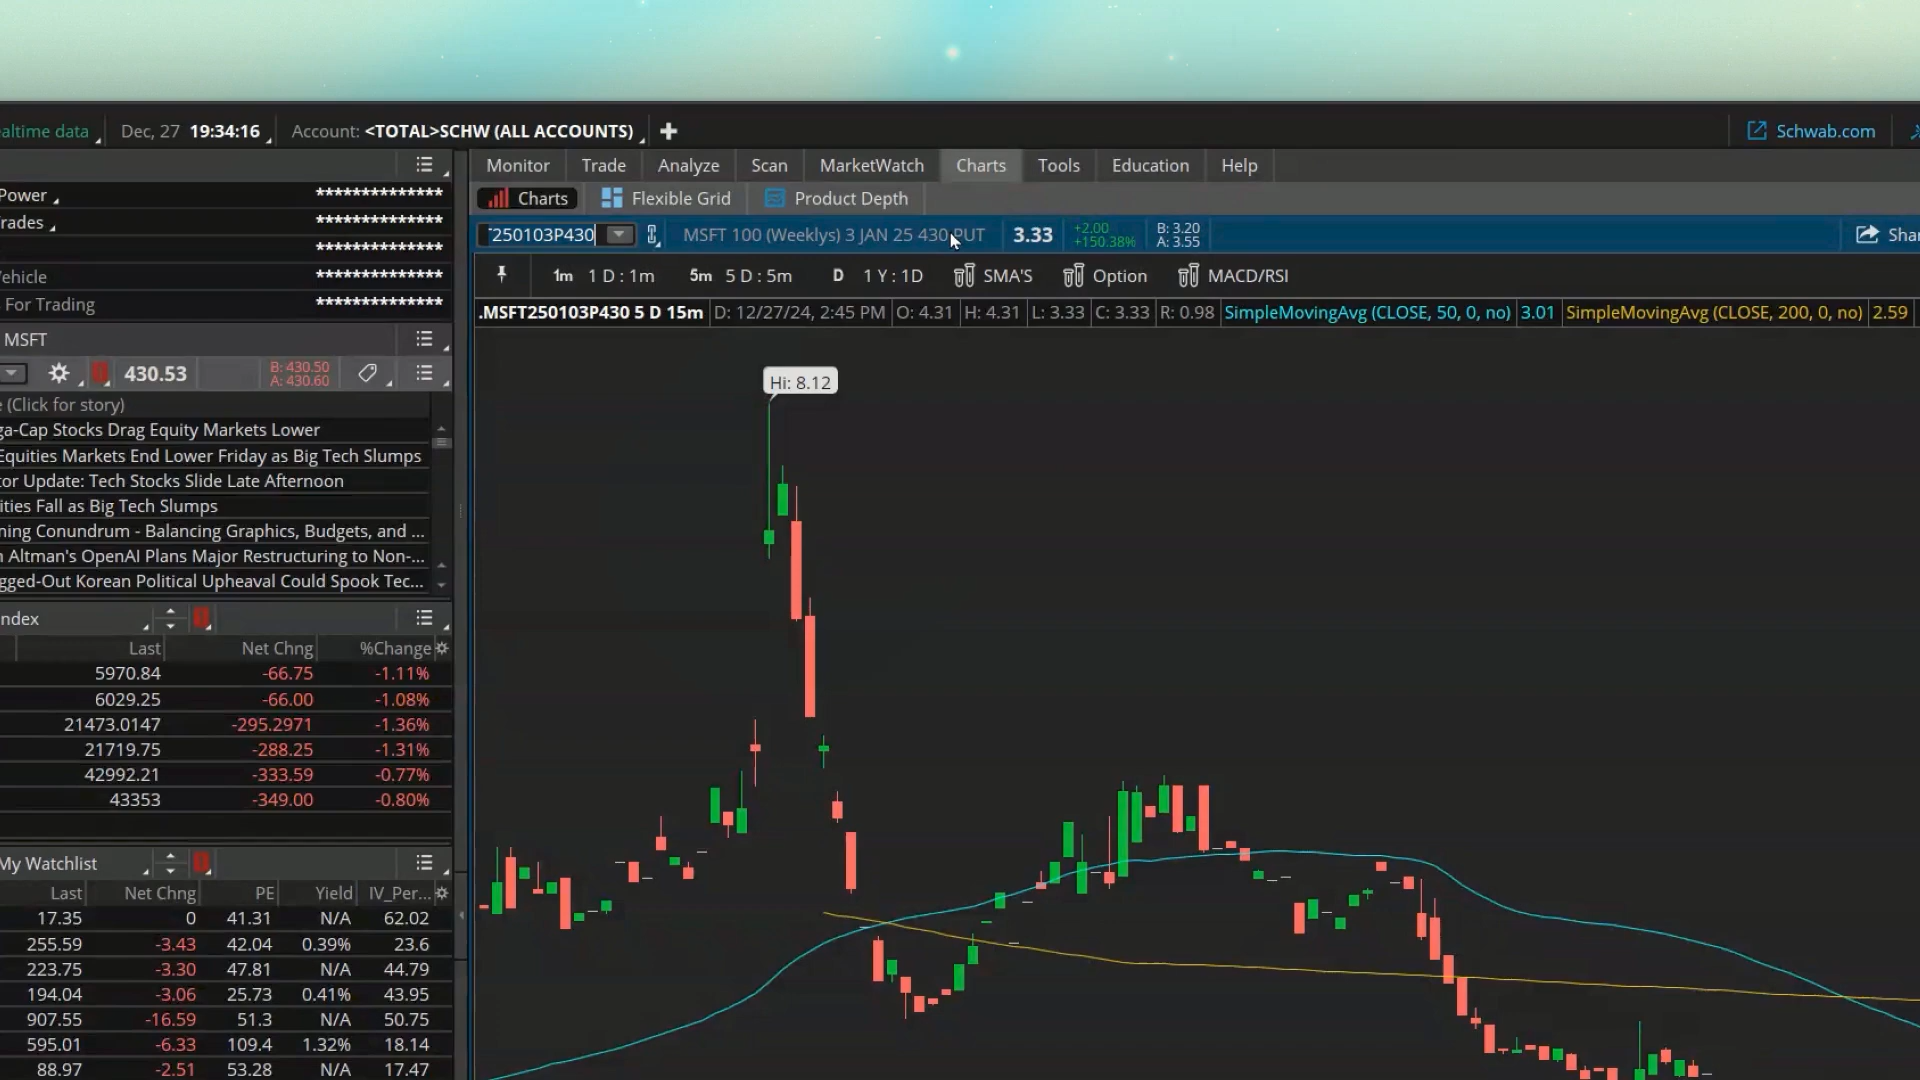 altime data Dec, 27 19:34:16 Account: <TOTAL>SCHW (ALL ACCOUNTS) Schwab.com
Monitor Trade Analyze Scan MarketWatch Charts Tools Education Help
Power **************
rades **************
**************
ehicle **************
For Trading **************
Charts Flexible Grid Product Depth
250103P430 MSFT 100 (Weeklys) 3 JAN 25 430 PUT 3.33 +2.00 +150.38% B: 3.20 A: 3.55 Shar
1m 1 D : 1m 5m 5 D : 5m D 1 Y : 1D SMA'S Option MACD/RSI
.MSFT250103P430 5 D 15m D: 12/27/24, 2:45 PM O: 4.31 H: 4.31 L: 3.33 C: 3.33 R: 0.98 SimpleMovingAvg (CLOSE, 50, 0, no) 3.01 SimpleMovingAvg (CLOSE, 200, 0, no) 2.59
Hi: 8.12
MSFT
430.53 B: 430.50 A: 430.60
(Click for story)
ga-Cap Stocks Drag Equity Markets Lower
Equities Markets End Lower Friday as Big Tech Slumps
tor Update: Tech Stocks Slide Late Afternoon
ities Fall as Big Tech Slumps
ning Conundrum - Balancing Graphics, Budgets, and ...
n Altman's OpenAI Plans Major Restructuring to Non-...
gged-Out Korean Political Upheaval Could Spook Tec...
ndex
Last Net Chng %Change
5970.84 -66.75 -1.11%
6029.25 -66.00 -1.08%
21473.0147 -295.2971 -1.36%
21719.75 -288.25 -1.31%
42992.21 -333.59 -0.77%
43353 -349.00 -0.80%
My Watchlist
Last Net Chng PE Yield IV_Per...
17.35 0 41.31 N/A 62.02
255.59 -3.43 42.04 0.39% 23.6
223.75 -3.30 47.81 N/A 44.79
194.04 -3.06 25.73 0.41% 43.95
907.55 -16.59 51.3 N/A 50.75
595.01 -6.33 109.4 1.32% 18.14
88.97 -2.51 53.28 N/A 17.47